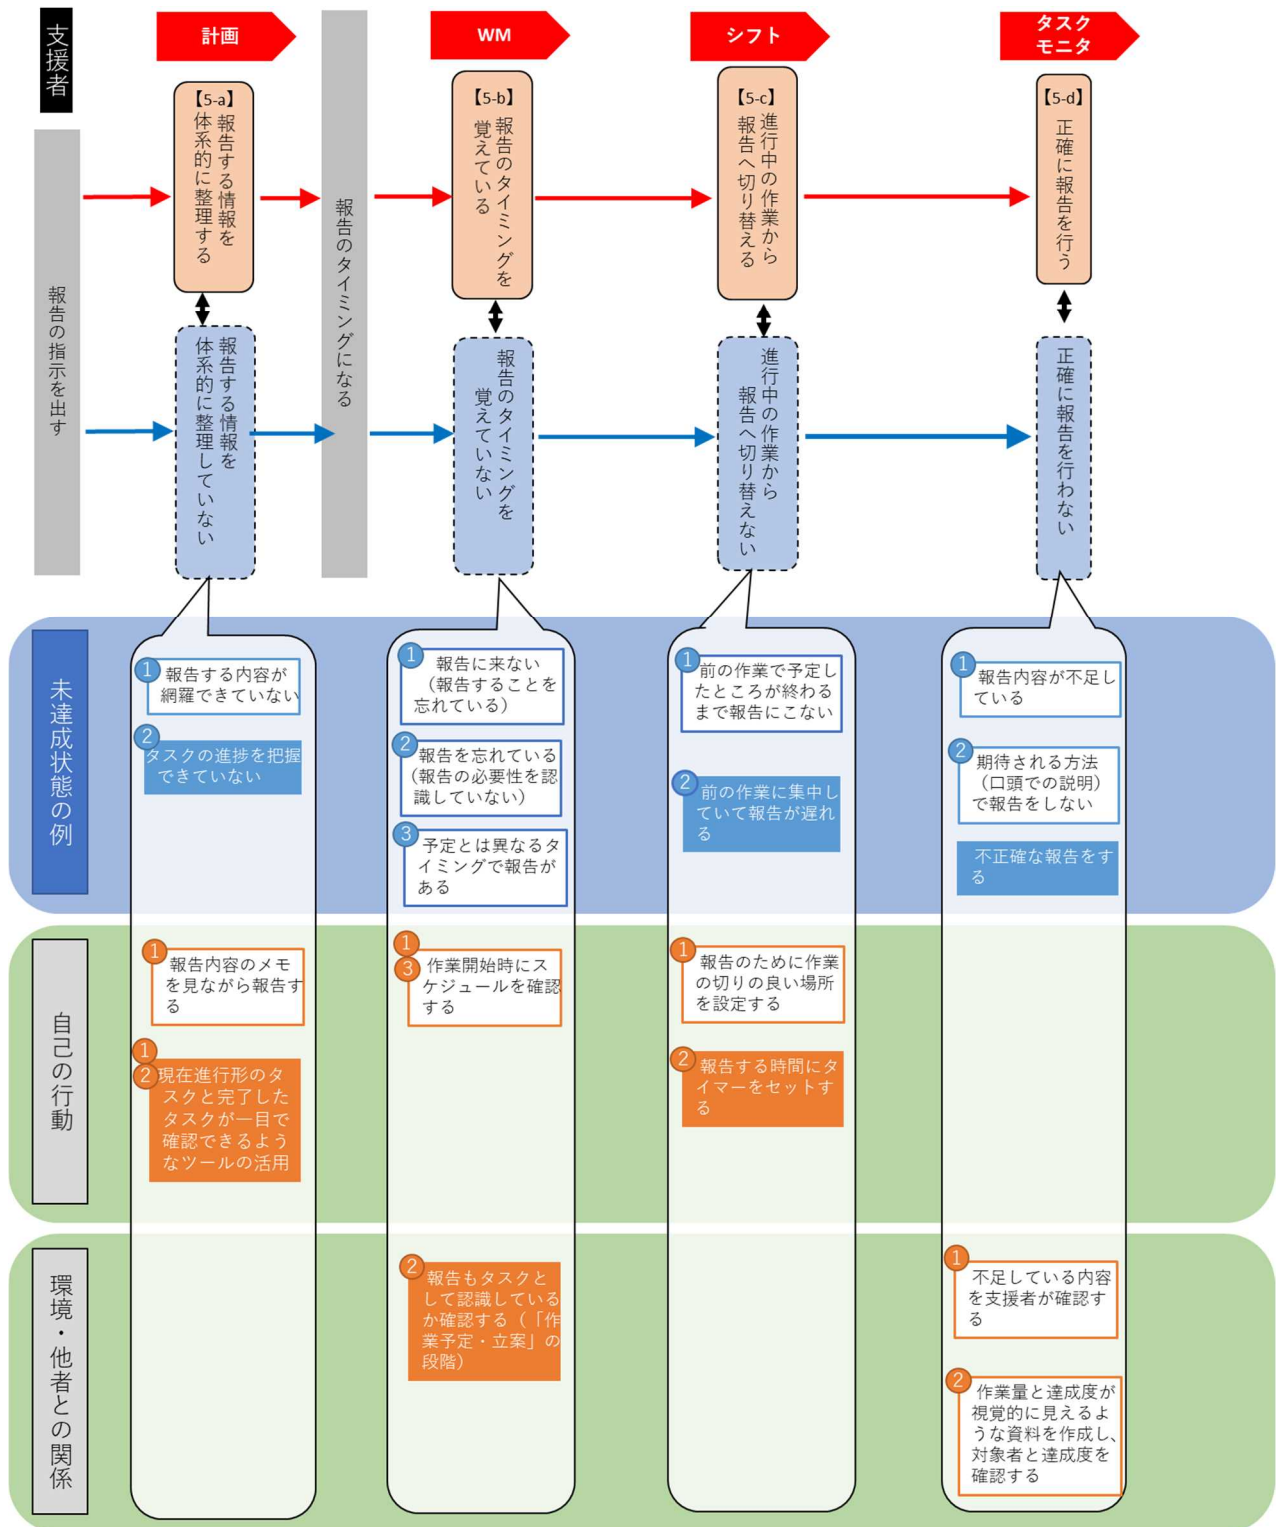 支援者
計画
WM
シフト
タスク
モニタ
報告の指示を出す
【5-a】
報告する情報を
体系的に整理する
報告のタイミングになる
【5-b】
報告のタイミングを
覚えている
【5-c】
進行中の作業から
報告へ切り替える
【5-d】
正確に報告を行う
報告する情報を
体系的に整理していない
報告のタイミングを
覚えていない
進行中の作業から
報告へ切り替えない
正確に報告を行わない
未達成状態の例
1
報告する内容が
網羅できていない
2
タスクの進捗を把握
できていない
1
報告に来ない
（報告することを
忘れている）
2
報告を忘れている
（報告の必要性を認
識していない）
3
予定とは異なるタ
イミングで報告が
ある
1
前の作業で予定し
たところが終わる
まで報告にこない
2
前の作業に集中し
ていて報告が遅れ
る
1
報告内容が不足し
ている
2
期待される方法
（口頭での説明）
で報告をしない
不正確な報告をす
る
自己の行動
1
報告内容のメモ
を見ながら報告す
る
1
2
現在進行形のタ
スクと完了した
タスクが一目で
確認できるよう
なツールの活用
1
3
作業開始時にス
ケジュールを確認
する
1
報告のために作業
の切りの良い場所
を設定する
2
報告する時間にタ
イマーをセットす
る
環境・他者との関係
2
報告もタスクと
して認識している
か確認する（「作
業予定・立案」の
段階）
1
不足している内容
を支援者が確認す
る
2
作業量と達成度が
視覚的に見えるよ
うな資料を作成し、
対象者と達成度を
確認する